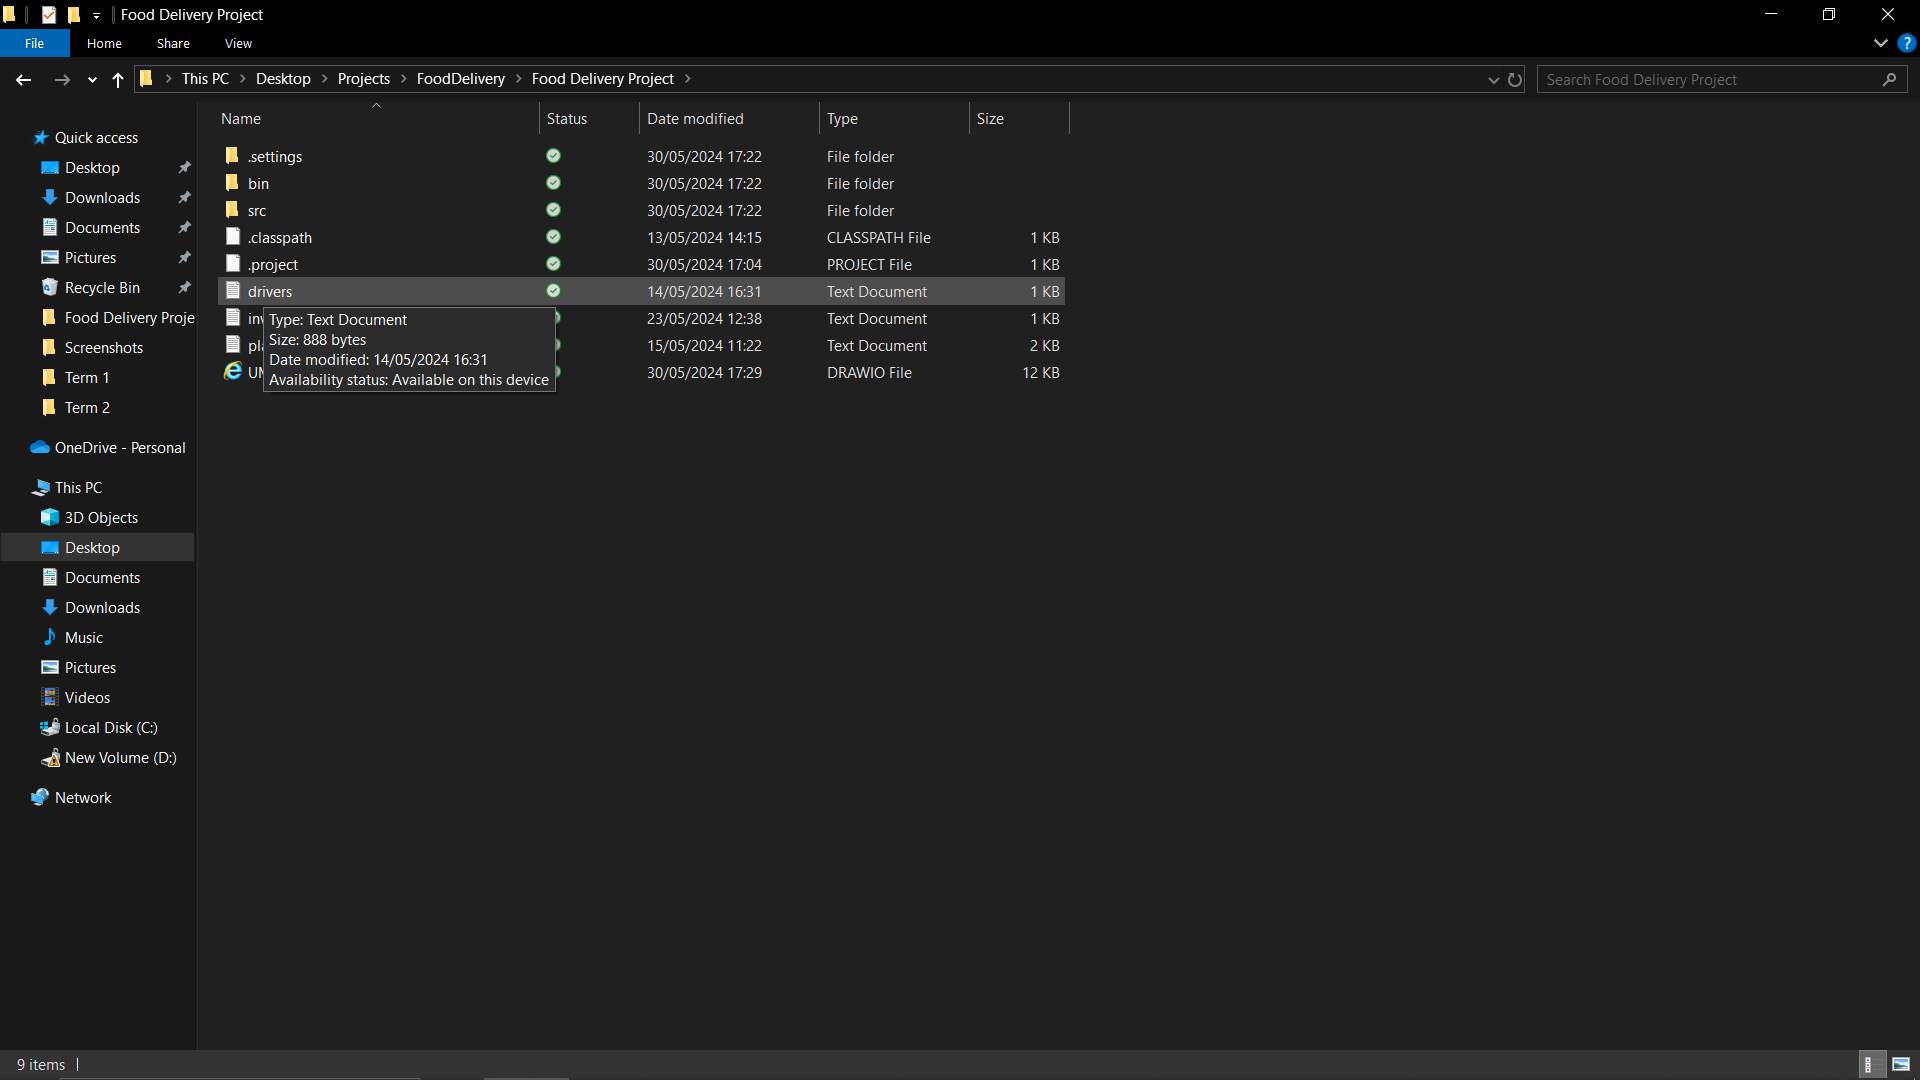 Food Delivery Project
File Home Share View
This PC Desktop Projects FoodDelivery Food Delivery Project
Search Food Delivery Project
Name Status Date modified Type Size
.settings 30/05/2024 17:22 File folder
bin 30/05/2024 17:22 File folder
src 30/05/2024 17:22 File folder
.classpath 13/05/2024 14:15 CLASSPATH File 1 KB
.project 30/05/2024 17:04 PROJECT File 1 KB
drivers 14/05/2024 16:31 Text Document 1 KB
23/05/2024 12:38 Text Document 1 KB
15/05/2024 11:22 Text Document 2 KB
30/05/2024 17:29 DRAWIO File 12 KB
Type: Text Document
Size: 888 bytes
Date modified: 14/05/2024 16:31
Availability status: Available on this device
Quick access
Desktop
Downloads
Documents
Pictures
Recycle Bin
Food Delivery Proje
Screenshots
Term 1
Term 2
OneDrive - Personal
This PC
3D Objects
Desktop
Documents
Downloads
Music
Pictures
Videos
Local Disk (C:)
New Volume (D:)
Network
9 items